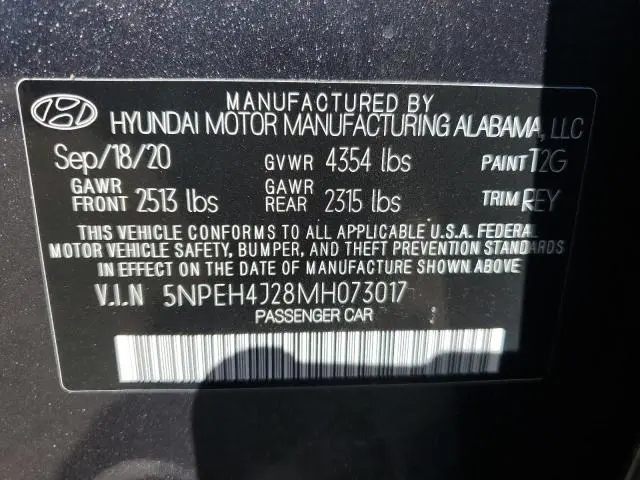 MANUFACTURED BY
HYUNDAI MOTOR MANUFACTURING ALABAMA, LLC
Sep/18/20 GVWR 4354 lbs PAINT T2G
GAWR FRONT 2513 lbs GAWR REAR 2315 lbs TRIM REY
THIS VEHICLE CONFORMS TO ALL APPLICABLE U.S.A. FEDERAL
MOTOR VEHICLE SAFETY, BUMPER, AND THEFT PREVENTION STANDARDS
IN EFFECT ON THE DATE OF MANUFACTURE SHOWN ABOVE.
V.I.N 5NPEH4J28MH073017
PASSENGER CAR